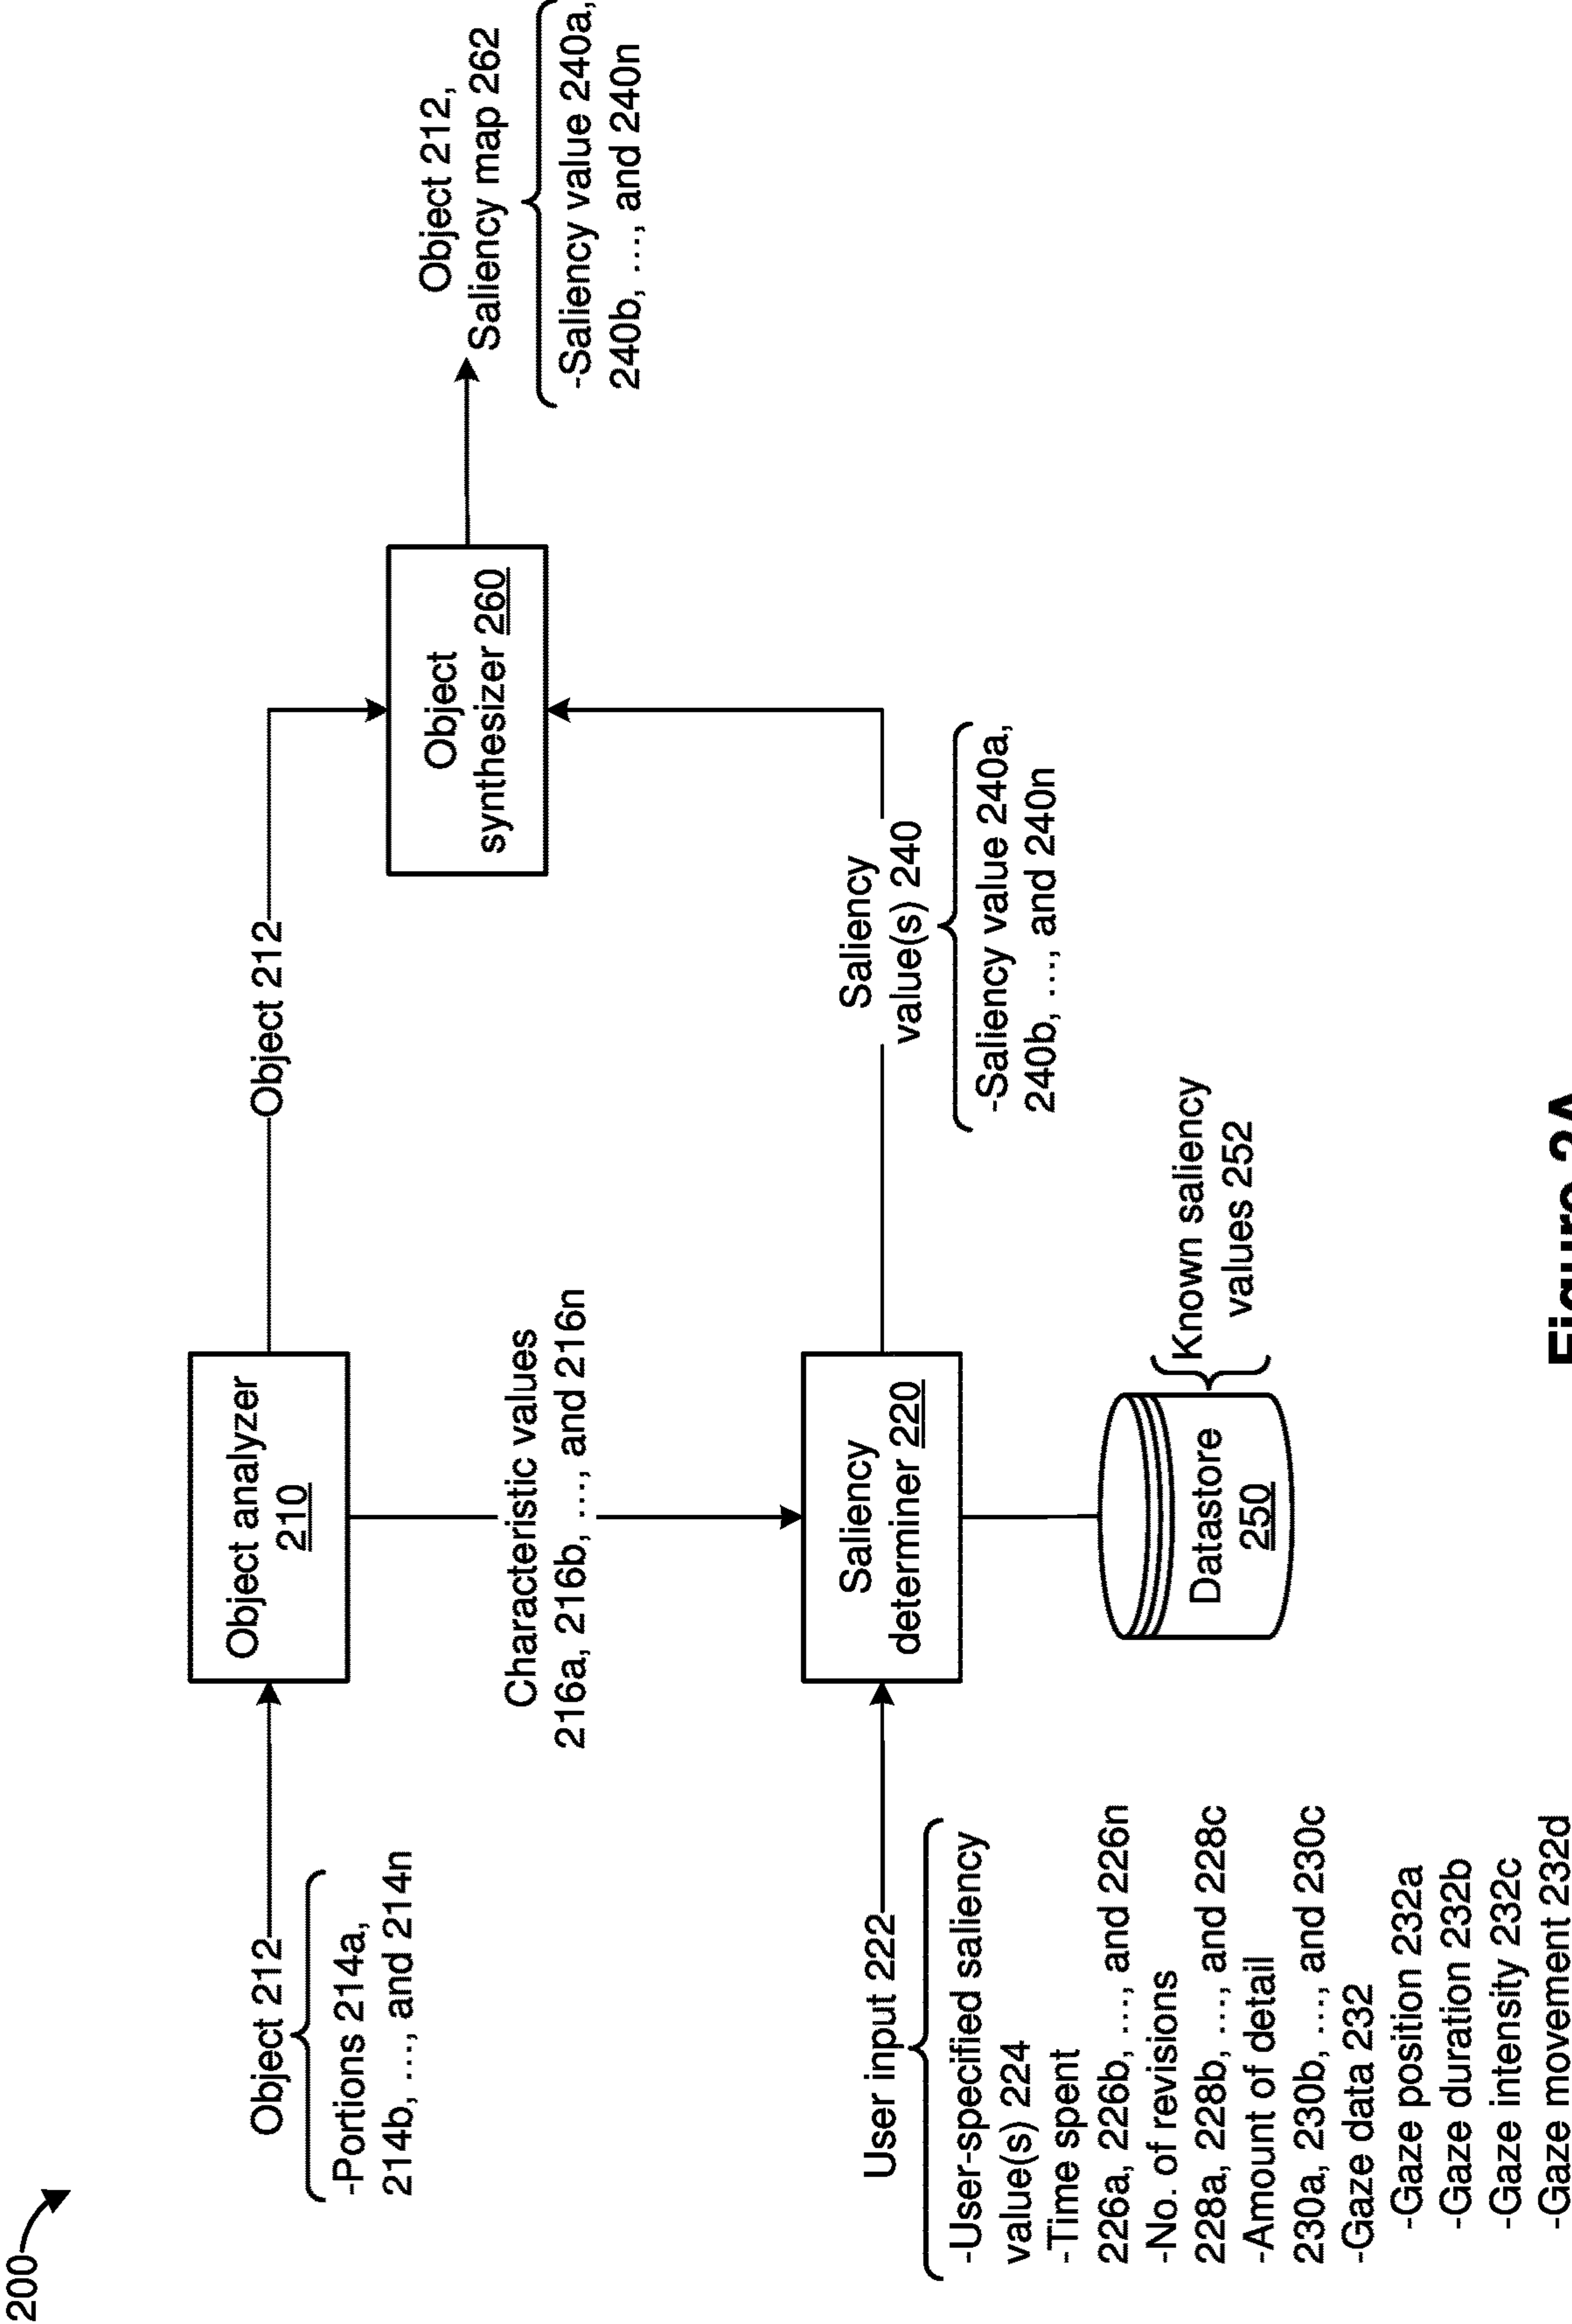 200
Object 212
-Portions 214a,
214b, …, and 214n
Object analyzer
210
Object 212
Characteristic values
216a, 216b, …, and 216n
Object
synthesizer 260
Object 212,
Saliency map 262
-Saliency value 240a,
240b, …, and 240n
User input 222
-User-specified saliency
value(s) 224
-Time spent
226a, 226b, …, and 226n
-No. of revisions
228a, 228b, …, and 228c
-Amount of detail
230a, 230b, …, and 230c
-Gaze data 232
-Gaze position 232a
-Gaze duration 232b
-Gaze intensity 232c
-Gaze movement 232d
Saliency
determiner 220
Saliency
value(s) 240
-Saliency value 240a,
240b, …, and 240n
Datastore
250
Known saliency
values 252
Figure 2A